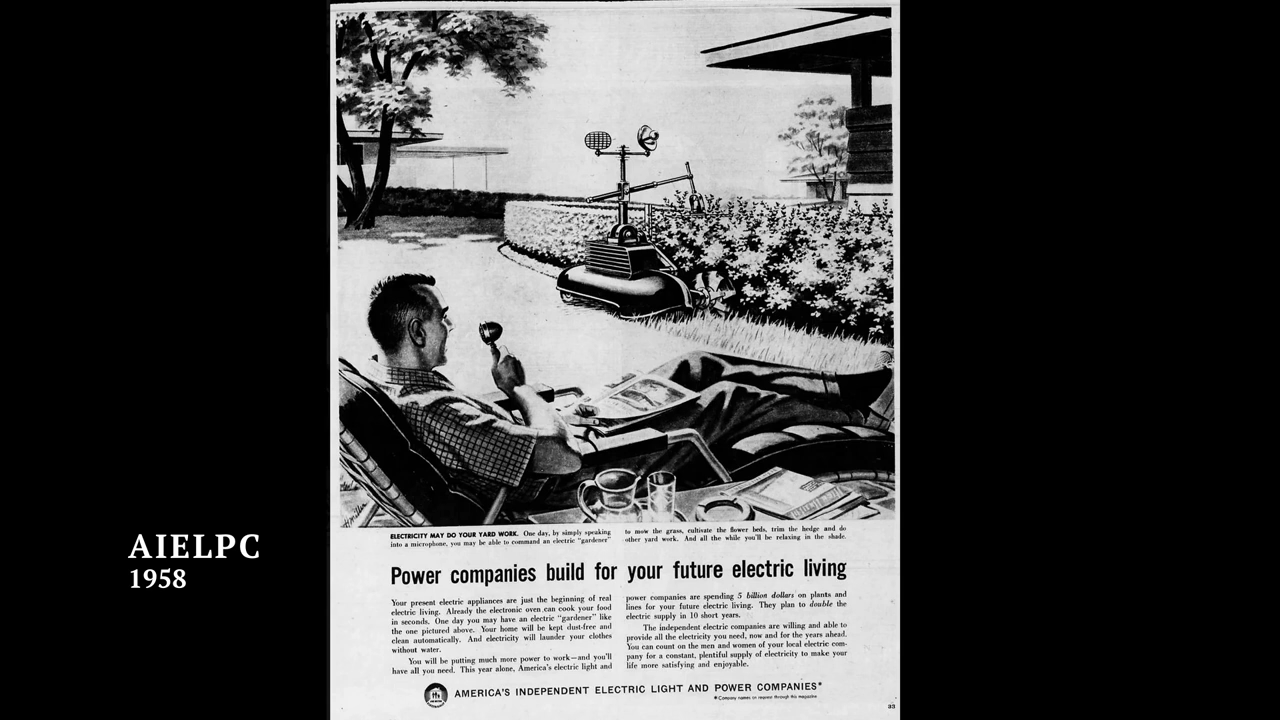 AIELPC
1958
ELECTRICITY MAY DO YOUR YARD WORK. One day, by simply speaking
into a microphone, you may be able to command an electric "gardener"
to mow the grass, cultivate the flower beds, trim the hedge and do
other yard work. And all the while you'll be relaxing in the shade.
Power companies build for your future electric living
Your present electric appliances are just the beginning of real
electric living. Already the electronic oven can cook your food
in seconds. One day you may have an electric "gardener" like
the one pictured above. Your home will be kept dust-free and
clean automatically. And electricity will launder your clothes
without water.
You will be putting much more power to work—and you'll
have all you need. This year alone, America's electric light and
power companies are spending 5 billion dollars on plants and
lines for your future electric living. They plan to double the
electric supply in 10 short years.
The independent electric companies are willing and able to
provide all the electricity you need, now and for the years ahead.
You can count on the men and women of your local electric com-
pany for a constant, plentiful supply of electricity to make your
life more satisfying and enjoyable.
AMERICA'S INDEPENDENT ELECTRIC LIGHT AND POWER COMPANIES*
*Company names on request through this magazine
33